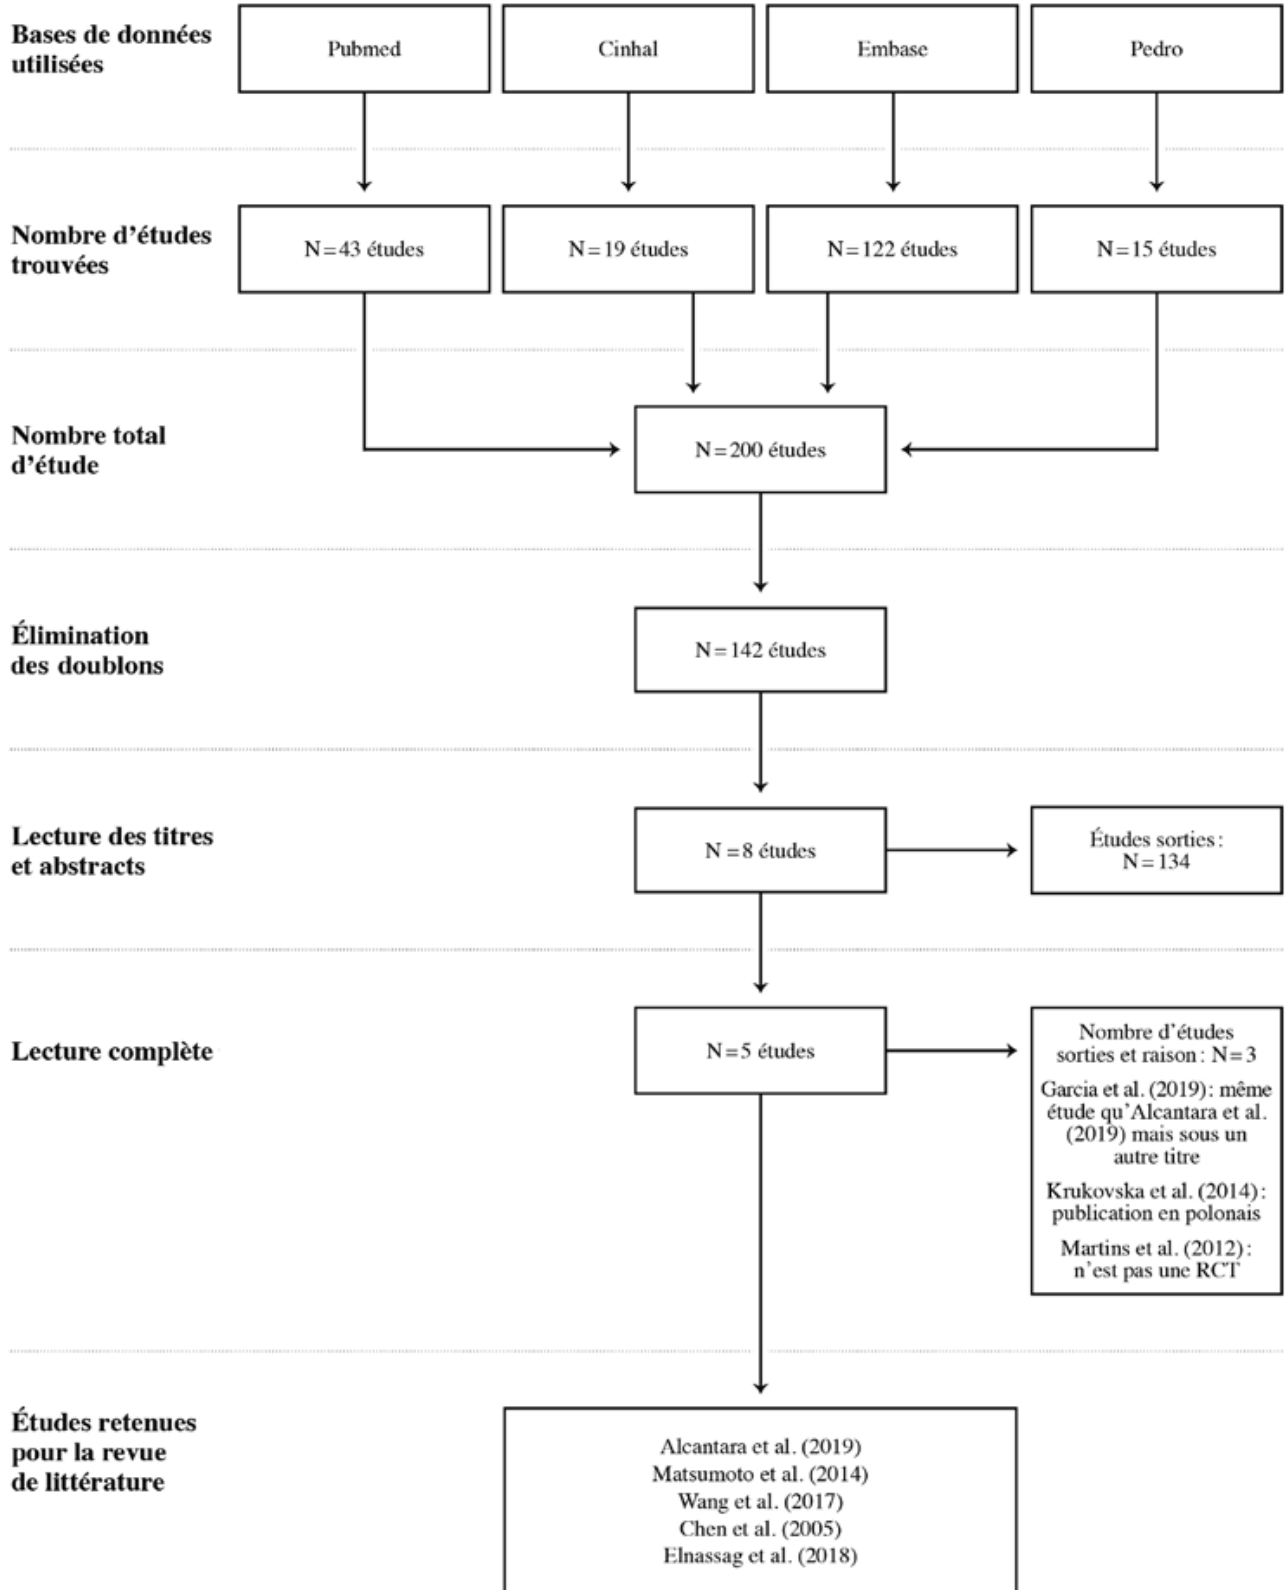 Bases de données
utilisées
Pubmed
Cinhal
Embase
Pedro
Nombre d’études
trouvées
N=43 études
N=19 études
N=122 études
N=15 études
Nombre total
d’étude
N=200 études
Élimination
des doublons
N=142 études
Lecture des titres
et abstracts
N=8 études
Études sorties:
N=134
Lecture complète
N=5 études
Nombre d’études
sorties et raison: N=3
Garcia et al. (2019): même
étude qu’Alcantara et al.
(2019) mais sous un
autre titre
Krukovska et al. (2014):
publication en polonais
Martins et al. (2012):
n’est pas une RCT
Études retenues
pour la revue
de littérature
Alcantara et al. (2019)
Matsumoto et al. (2014)
Wang et al. (2017)
Chen et al. (2005)
Elnassag et al. (2018)